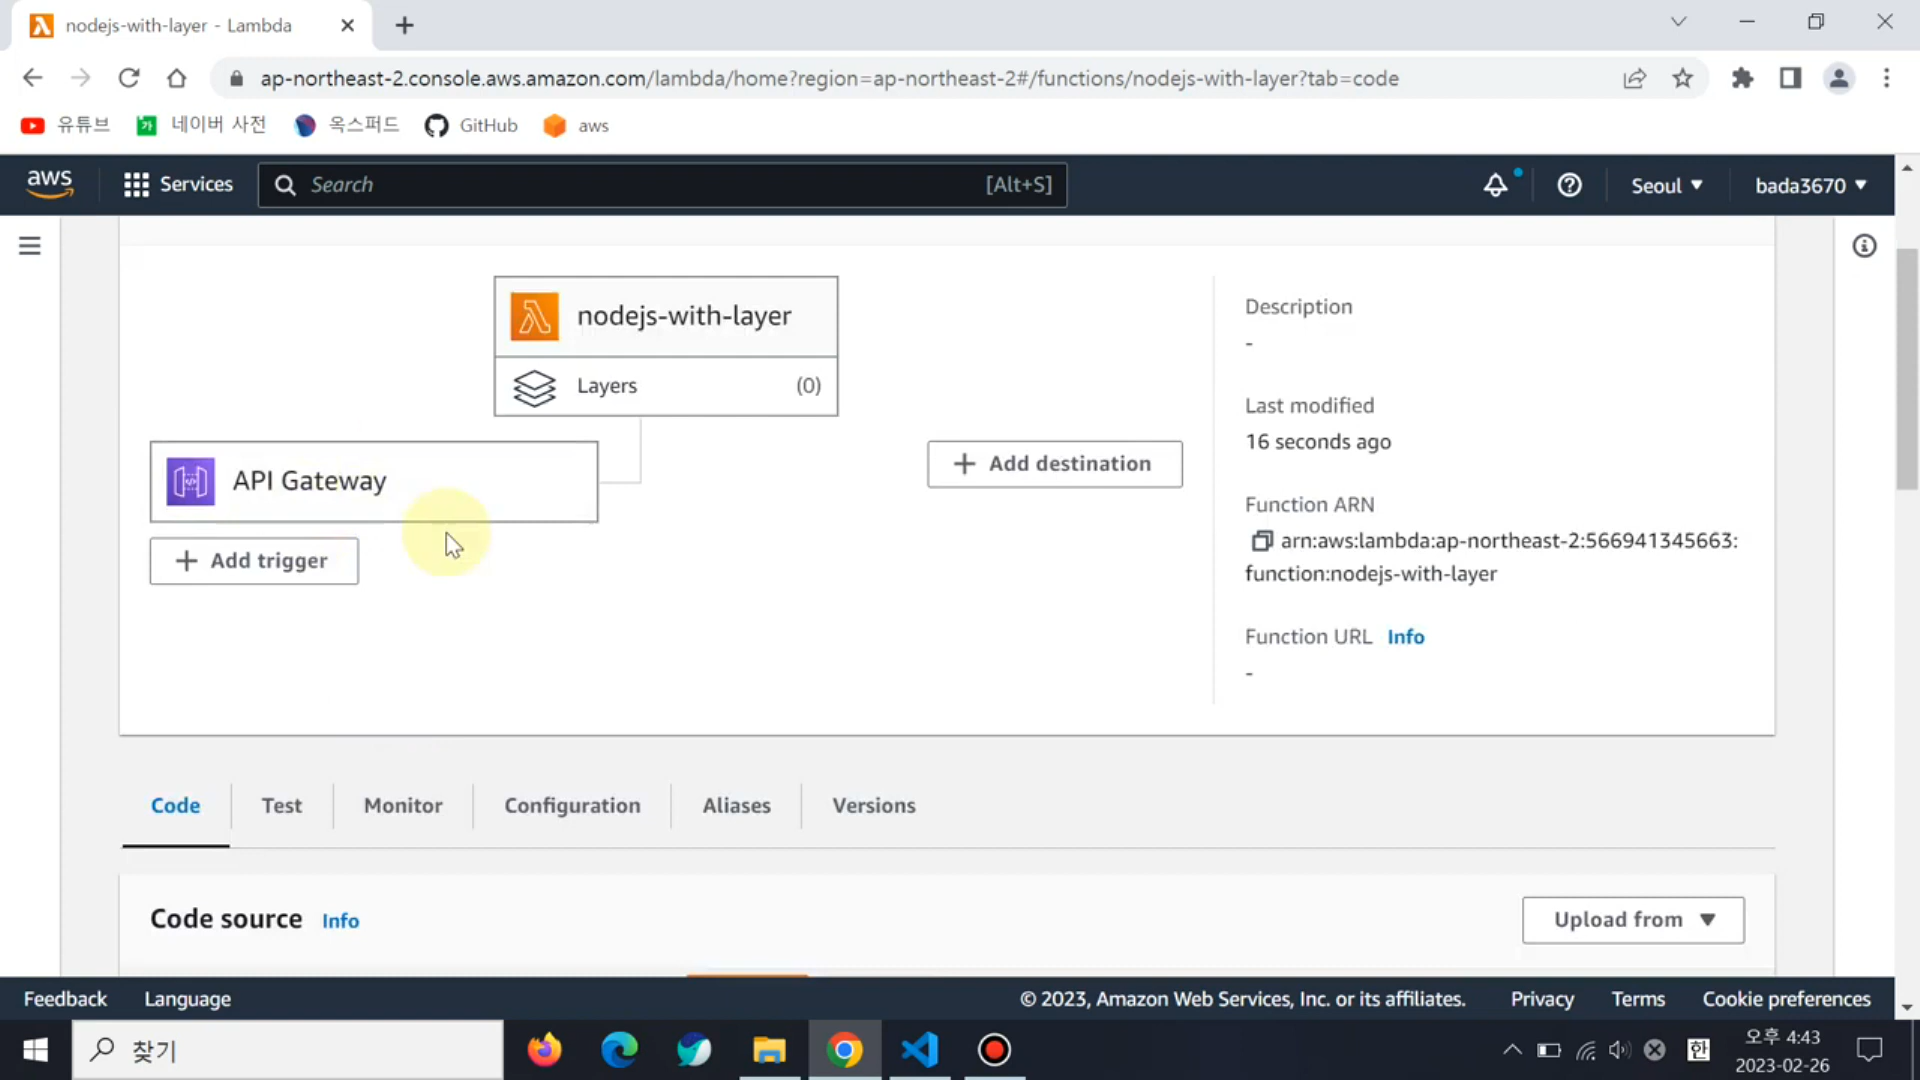 nodejs-with-layer - Lambda
ap-northeast-2.console.aws.amazon.com/lambda/home?region=ap-northeast-2#/functions/nodejs-with-layer?tab=code
유튜브 네이버 사전 옥스퍼드 GitHub aws
aws Services Search [Alt+S] Seoul bada3670
nodejs-with-layer
Layers (0)
API Gateway
+ Add trigger
+ Add destination
Description
-
Last modified
16 seconds ago
Function ARN
arn:aws:lambda:ap-northeast-2:566941345663:
function:nodejs-with-layer
Function URL Info
-
Code Test Monitor Configuration Aliases Versions
Code source Info
Upload from
Feedback Language © 2023, Amazon Web Services, Inc. or its affiliates. Privacy Terms Cookie preferences
찾기
한
오후 4:43
2023-02-26